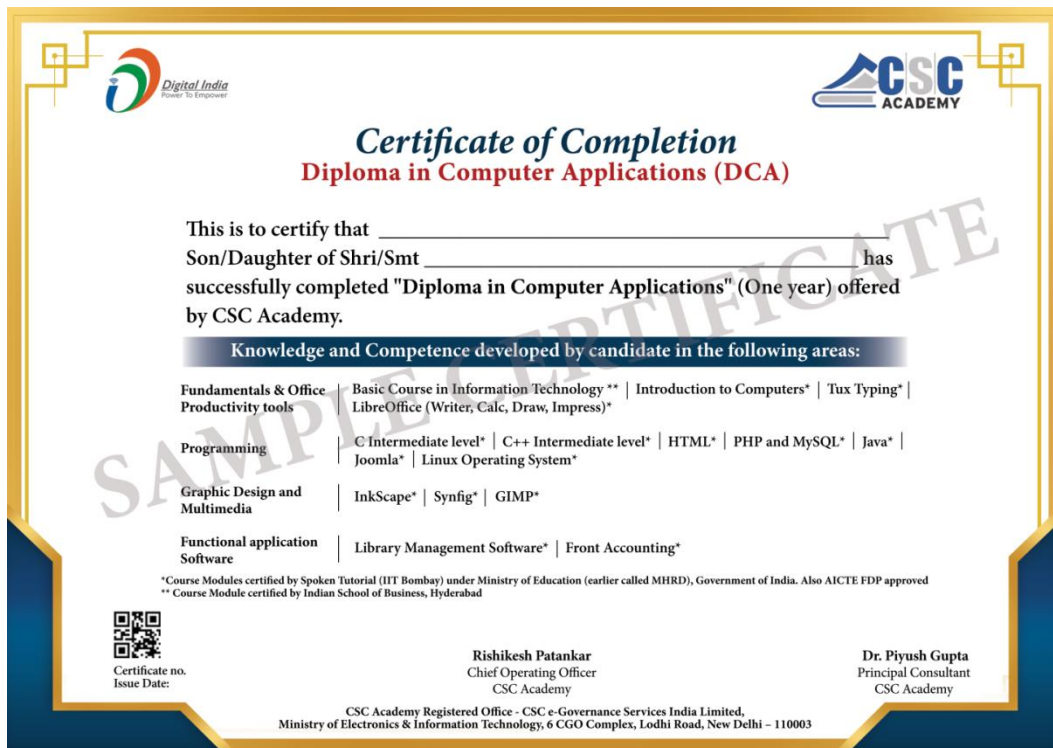 Digital India
Power To Empower
CSC
ACADEMY
Certificate of Completion
Diploma in Computer Applications (DCA)
This is to certify that
Son/Daughter of Shri/Smt has
successfully completed "Diploma in Computer Applications" (One year) offered
by CSC Academy.
SAMPLE CERTIFICATE
Knowledge and Competence developed by candidate in the following areas:
Fundamentals & Office
Productivity tools
Basic Course in Information Technology ** | Introduction to Computers* | Tux Typing* |
LibreOffice (Writer, Calc, Draw, Impress)*
Programming
C Intermediate level* | C++ Intermediate level* | HTML* | PHP and MySQL* | Java* |
Joomla* | Linux Operating System*
Graphic Design and
Multimedia
InkScape* | Synfig* | GIMP*
Functional application
Software
Library Management Software* | Front Accounting*
*Course Modules certified by Spoken Tutorial (IIT Bombay) under Ministry of Education (earlier called MHRD), Government of India. Also AICTE FDP approved
** Course Module certified by Indian School of Business, Hyderabad
Certificate no.
Issue Date:
Rishikesh Patankar
Chief Operating Officer
CSC Academy
Dr. Piyush Gupta
Principal Consultant
CSC Academy
CSC Academy Registered Office - CSC e-Governance Services India Limited,
Ministry of Electronics & Information Technology, 6 CGO Complex, Lodhi Road, New Delhi – 110003